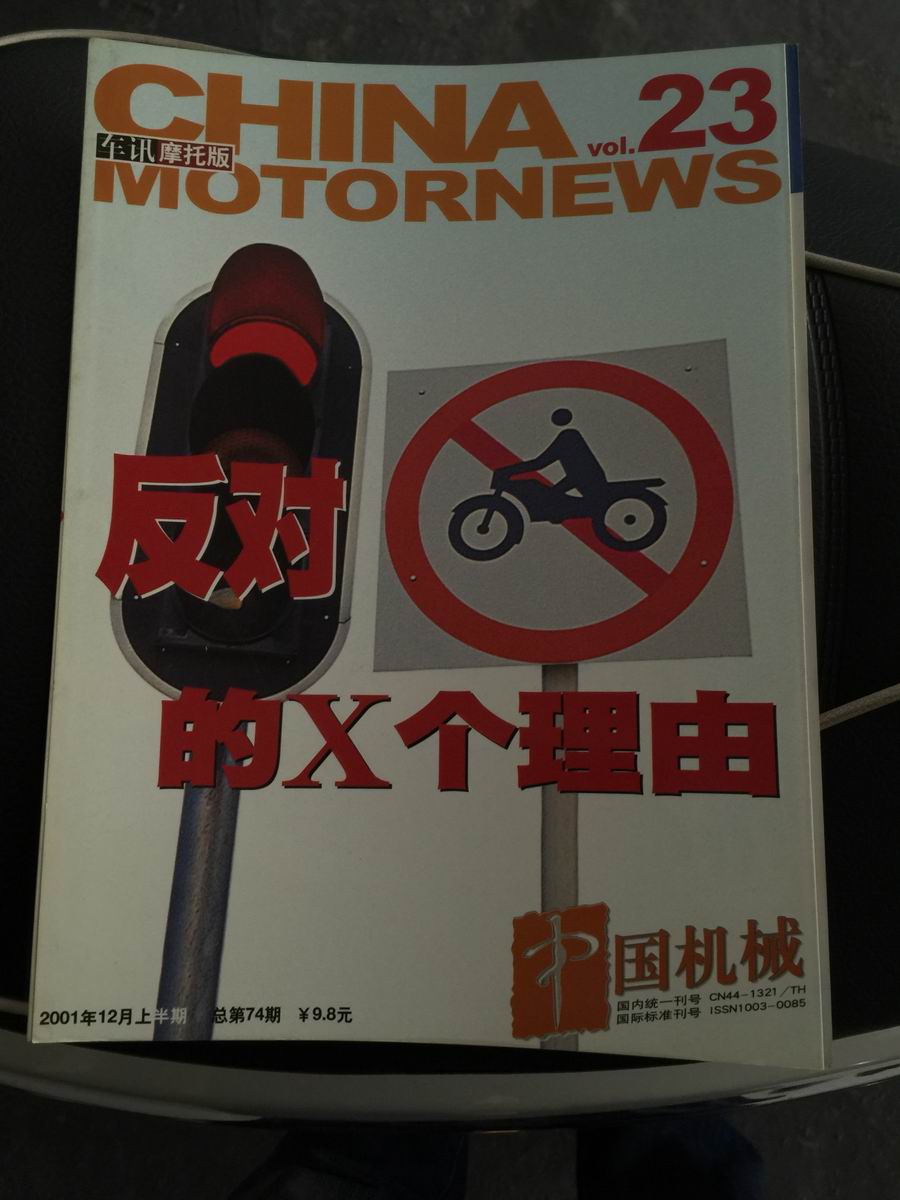 CHINA
vol.23
车讯 摩托版
MOTORNEWS
反对
的X个理由
中国机械
国内统一刊号 CN44-1321/TH
国际标准刊号 ISSN1003-0085
2001年12月上半期 总第74期 ￥9.8元